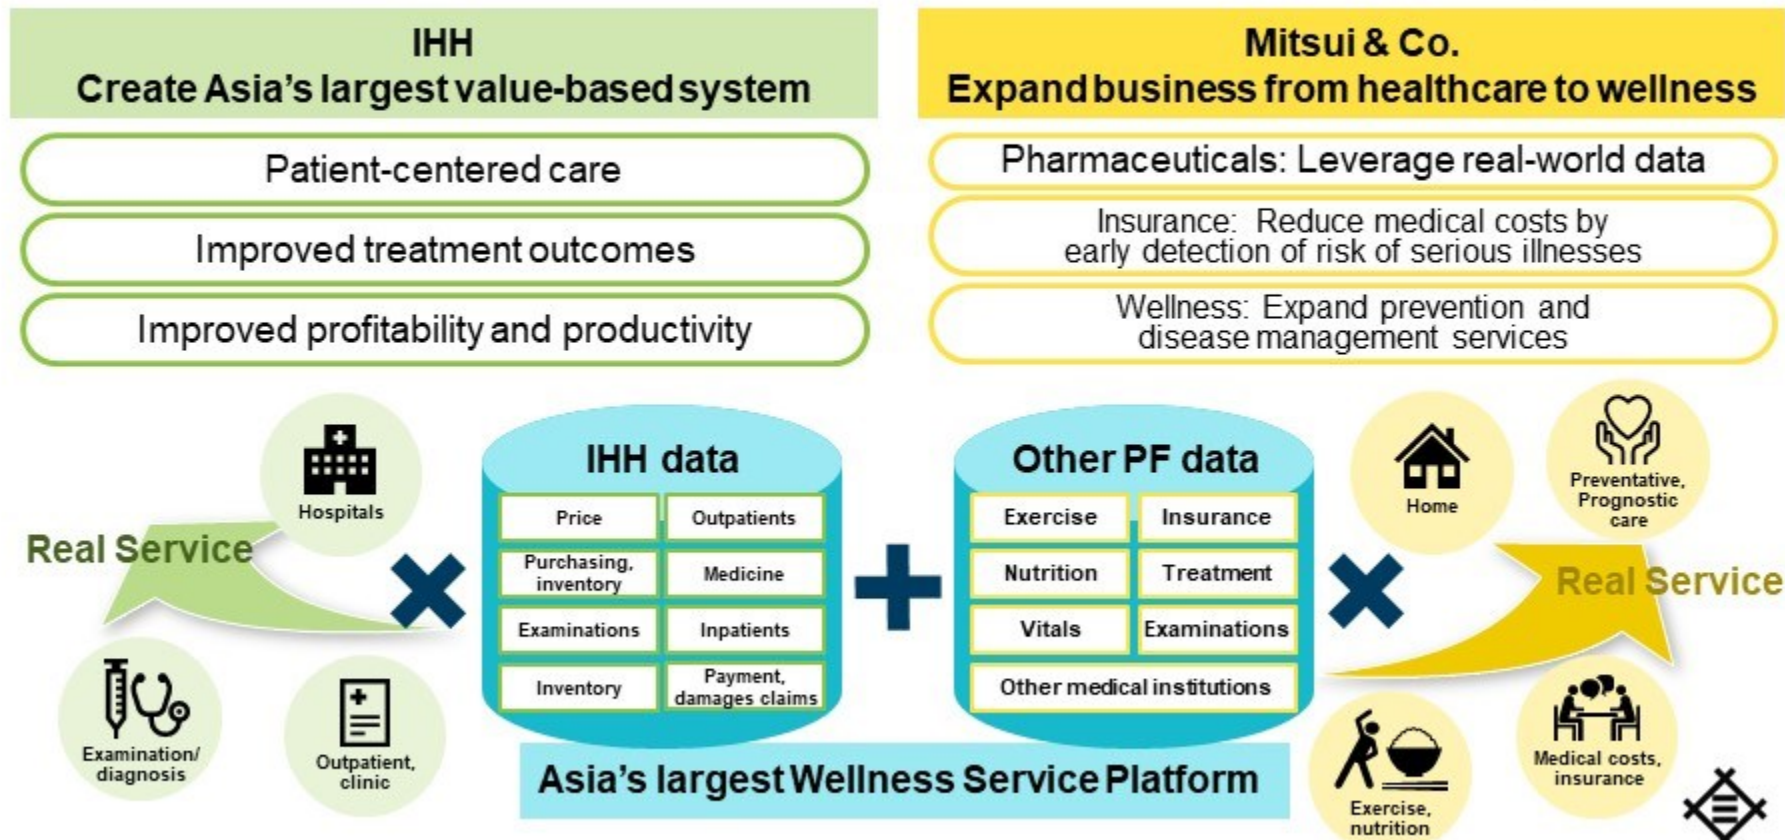 IHH
Create Asia's largest value-based system
Patient-centered care
Improved treatment outcomes
Improved profitability and productivity
Mitsui & Co.
Expand business from healthcare to wellness
Pharmaceuticals: Leverage real-world data
Insurance: Reduce medical costs by
early detection of risk of serious illnesses
Wellness: Expand prevention and
disease management services
Real Service
Hospitals
Examination/
diagnosis
Outpatient,
clinic
IHH data
Price
Outpatients
Purchasing,
inventory
Medicine
Examinations
Inpatients
Inventory
Payment,
damages claims
Other PF data
Exercise
Insurance
Nutrition
Treatment
Vitals
Examinations
Other medical institutions
Asia's largest Wellness Service Platform
Home
Preventative,
Prognostic
care
Real Service
Medical costs,
insurance
Exercise,
nutrition